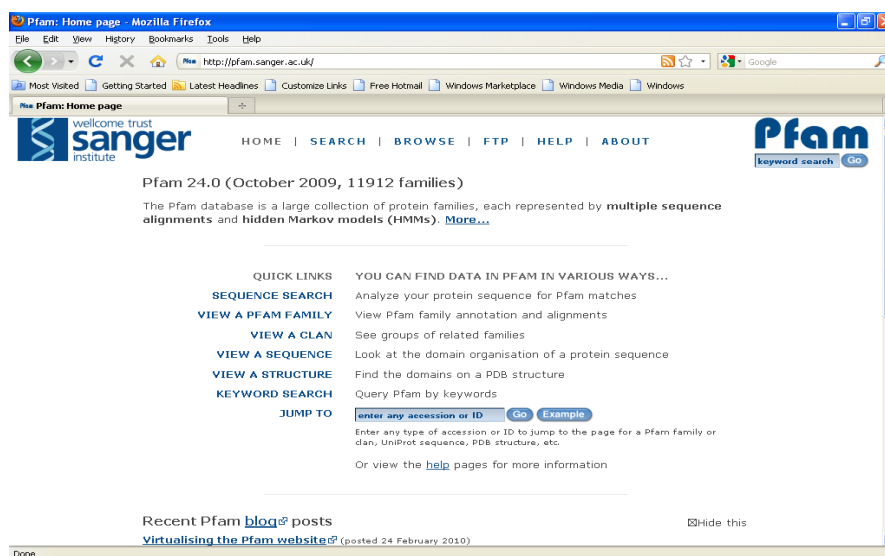 Pfam: Home page - Mozilla Firefox
File Edit View History Bookmarks Tools Help
http://pfam.sanger.ac.uk/
Google
Most Visited Getting Started Latest Headlines Customize Links Free Hotmail Windows Marketplace Windows Media Windows
Pfam: Home page
wellcome trust
sanger
institute
HOME | SEARCH | BROWSE | FTP | HELP | ABOUT
Pfam
keyword search Go
Pfam 24.0 (October 2009, 11912 families)
The Pfam database is a large collection of protein families, each represented by multiple sequence
alignments and hidden Markov models (HMMs). More...
QUICK LINKS YOU CAN FIND DATA IN PFAM IN VARIOUS WAYS...
SEQUENCE SEARCH Analyze your protein sequence for Pfam matches
VIEW A PFAM FAMILY View Pfam family annotation and alignments
VIEW A CLAN See groups of related families
VIEW A SEQUENCE Look at the domain organisation of a protein sequence
VIEW A STRUCTURE Find the domains on a PDB structure
KEYWORD SEARCH Query Pfam by keywords
JUMP TO enter any accession or ID Go Example
Enter any type of accession or ID to jump to the page for a Pfam family or
clan, UniProt sequence, PDB structure, etc.
Or view the help pages for more information
Recent Pfam blog posts Hide this
Virtualising the Pfam website (posted 24 February 2010)
Done